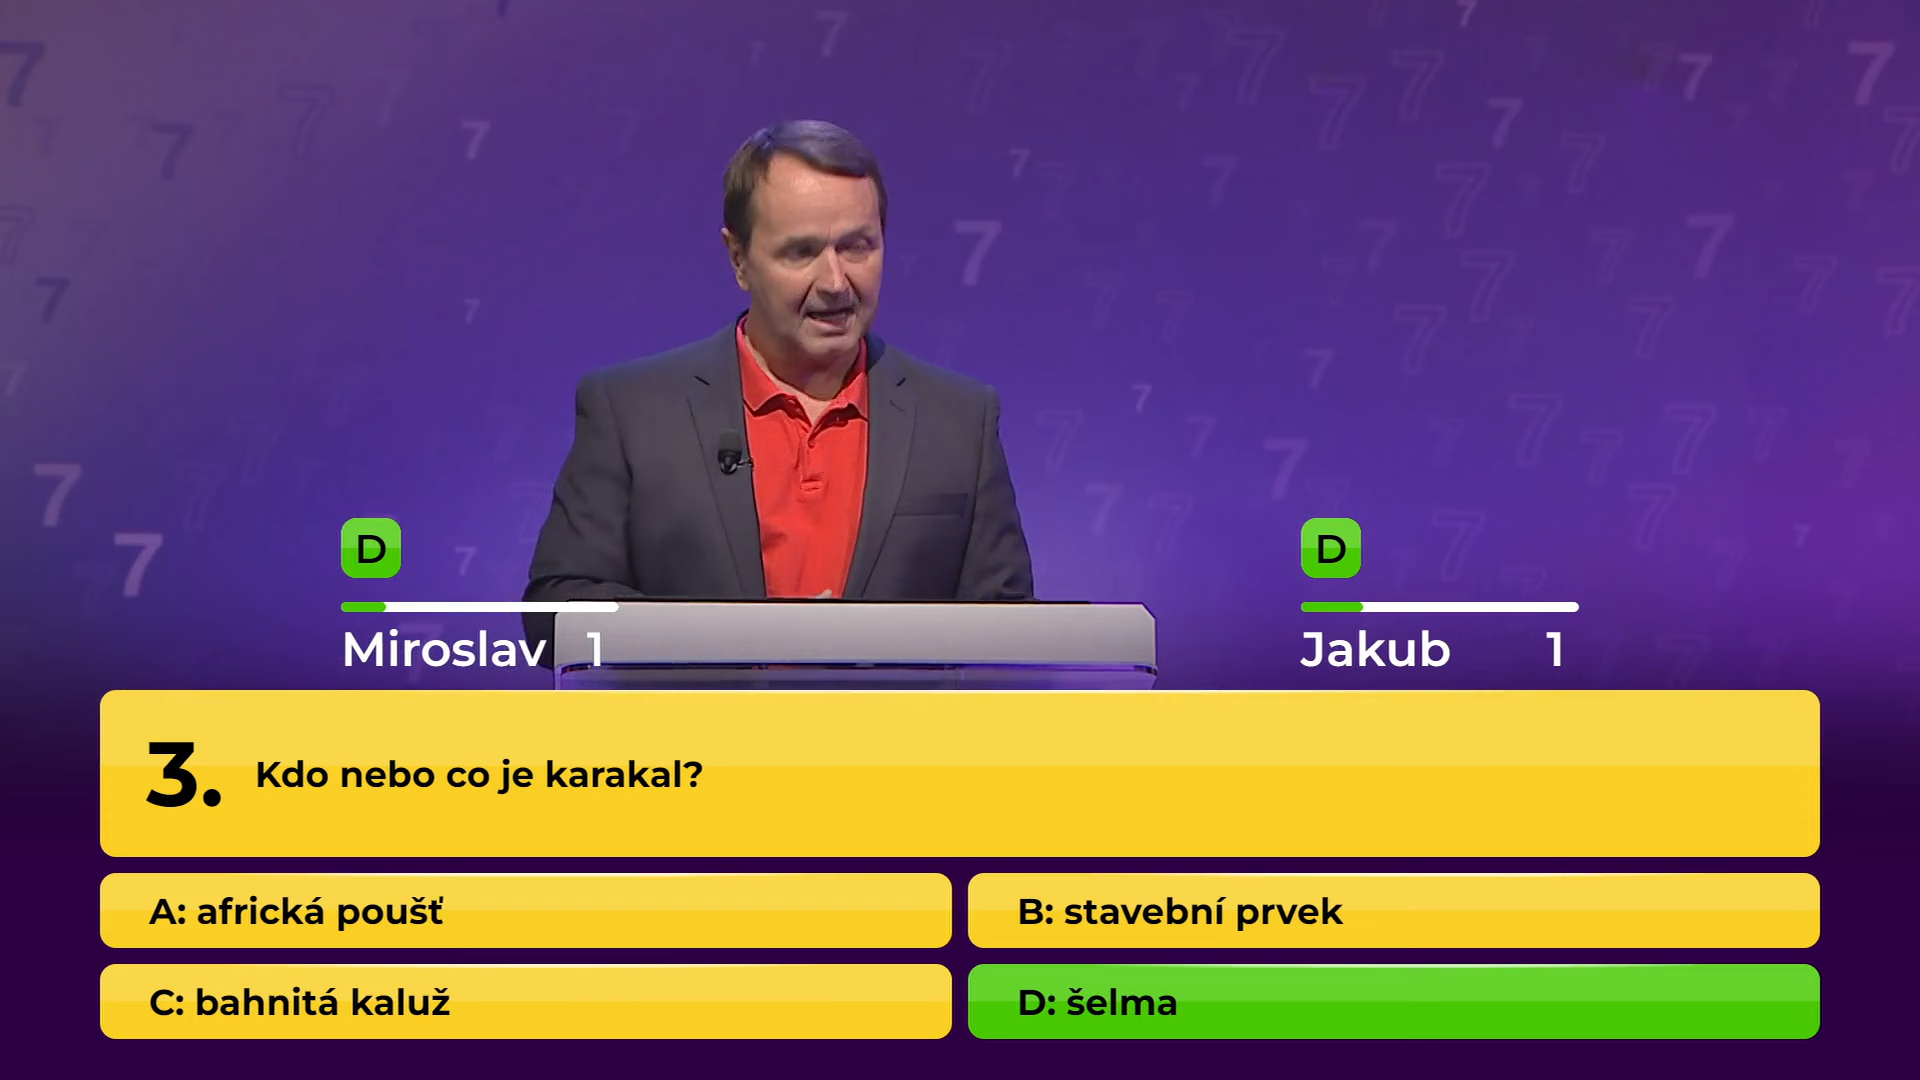 D
D
Miroslav 1
Jakub 1
3. Kdo nebo co je karakal?
A: africká poušť
B: stavební prvek
C: bahnitá kaluž
D: šelma